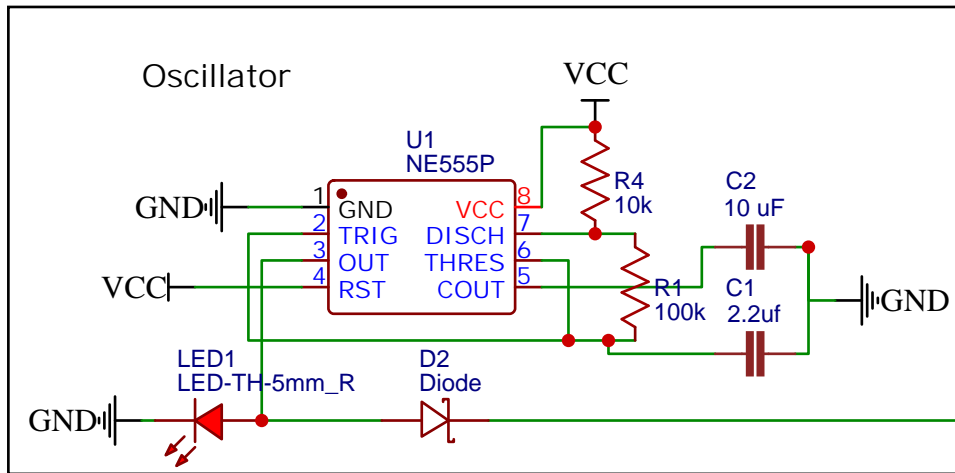 Oscillator
VCC
U1
NE555P
R4
10k
C2
10 uF
GND
1
GND
VCC
8
2
TRIG
DISCH
7
3
OUT
THRES
6
VCC
4
RST
COUT
5
R1
100k
C1
2.2uf
GND
LED1
LED-TH-5mm_R
D2
Diode
GND